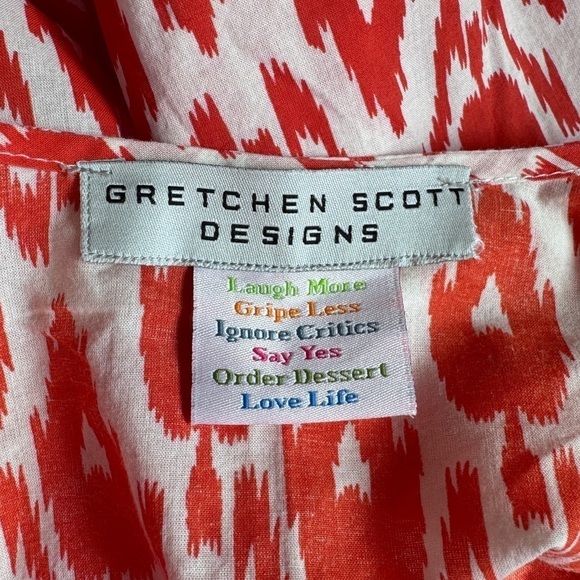 GRETCHEN SCOTT
DESIGNS
Laugh More
Gripe Less
Ignore Critics
Say Yes
Order Dessert
Love Life